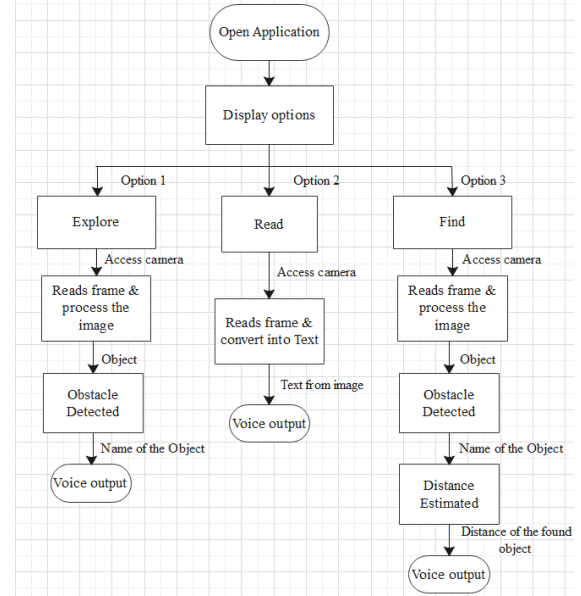 Open Application
Display options
Option 1
Option 2
Option 3
Explore
Read
Find
Access camera
Access camera
Access camera
Reads frame &
process the
image
Reads frame &
convert into Text
Reads frame &
process the
image
Object
Text from image
Object
Obstacle
Detected
Voice output
Obstacle
Detected
Name of the Object
Name of the Object
Voice output
Distance
Estimated
Distance of the found
object
Voice output